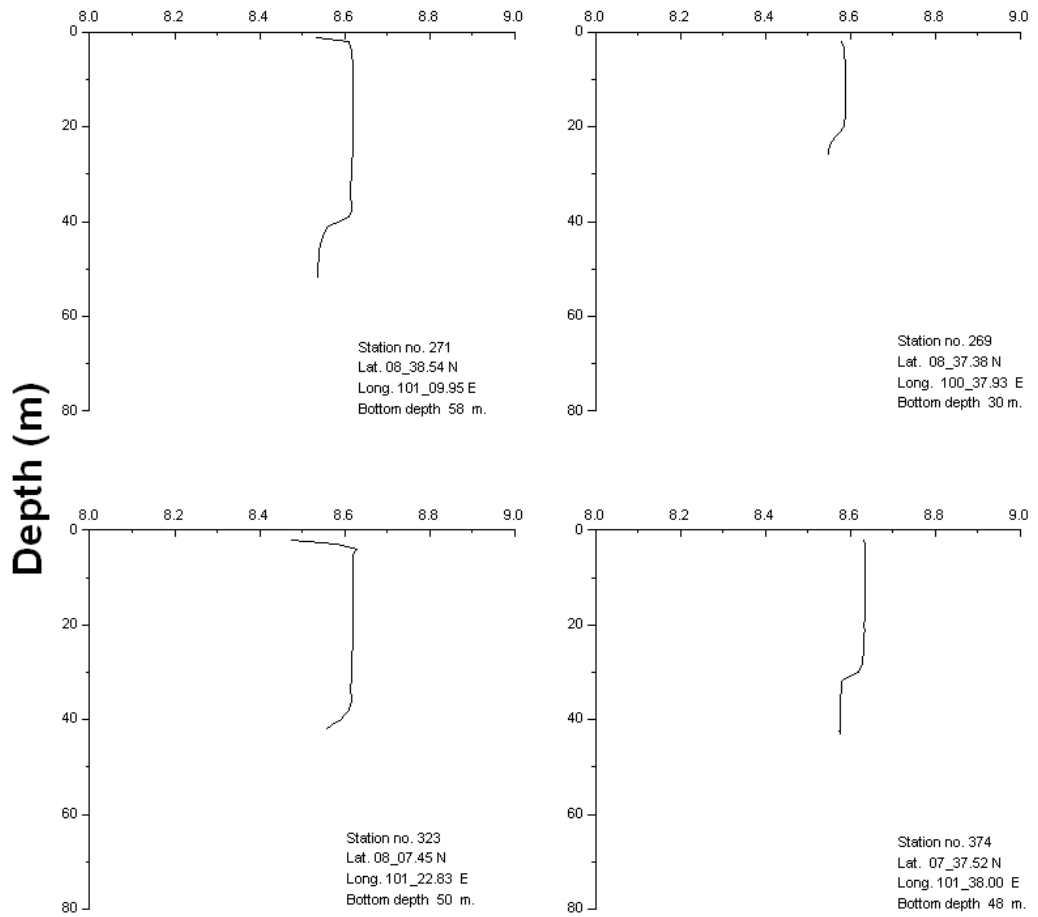 8.0 8.2 8.4 8.6 8.8 9.0
0
20
40
60
80
Station no. 271
Lat. 08_38.54 N
Long. 101_09.95 E
Bottom depth 58 m.
8.0 8.2 8.4 8.6 8.8 9.0
0
20
40
60
80
Station no. 269
Lat. 08_37.38 N
Long. 100_37.93 E
Bottom depth 30 m.
Depth (m)
8.0 8.2 8.4 8.6 8.8 9.0
0
20
40
60
80
Station no. 323
Lat. 08_07.45 N
Long. 101_22.83 E
Bottom depth 50 m.
8.0 8.2 8.4 8.6 8.8 9.0
0
20
40
60
80
Station no. 374
Lat. 07_37.52 N
Long. 101_38.00 E
Bottom depth 48 m.